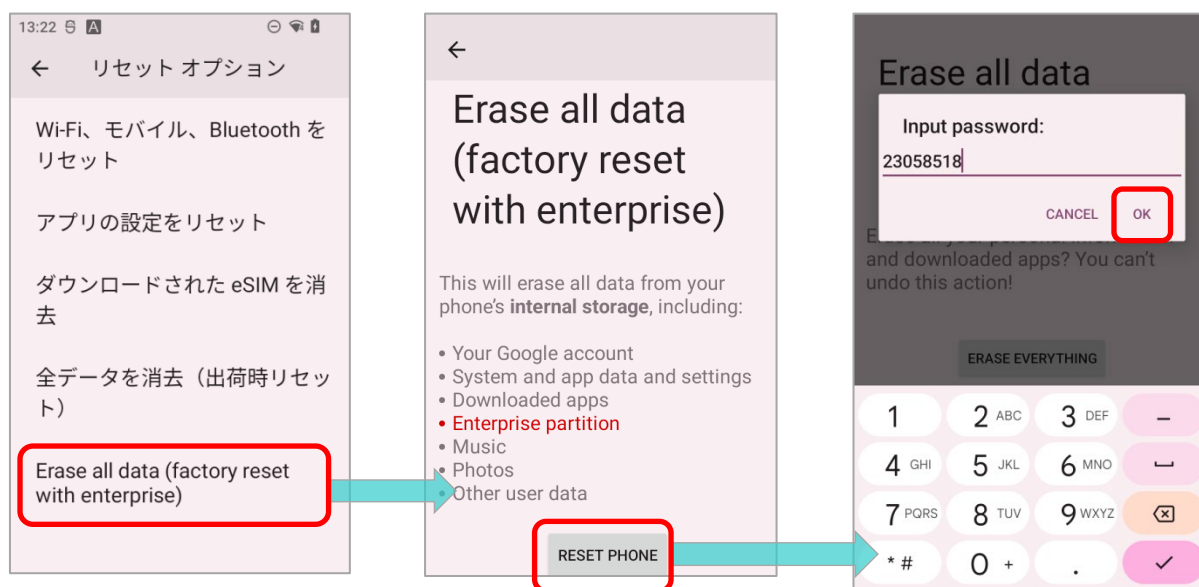 13:22
リセット オプション
Wi-Fi、モバイル、Bluetooth を
リセット
アプリの設定をリセット
ダウンロードされた eSIM を消
去
全データを消去（出荷時リセッ
ト）
Erase all data (factory reset
with enterprise)
Erase all data
(factory reset
with enterprise)
This will erase all data from your
phone's internal storage, including:
• Your Google account
• System and app data and settings
• Downloaded apps
• Enterprise partition
• Music
• Photos
• Other user data
RESET PHONE
Erase all data
Input password:
23058518
CANCEL OK
and downloaded apps? You can't
undo this action!
ERASE EVERYTHING
1 2 ABC 3 DEF –
4 GHI 5 JKL 6 MNO
7 PQRS 8 TUV 9 WXYZ
* # 0 + .